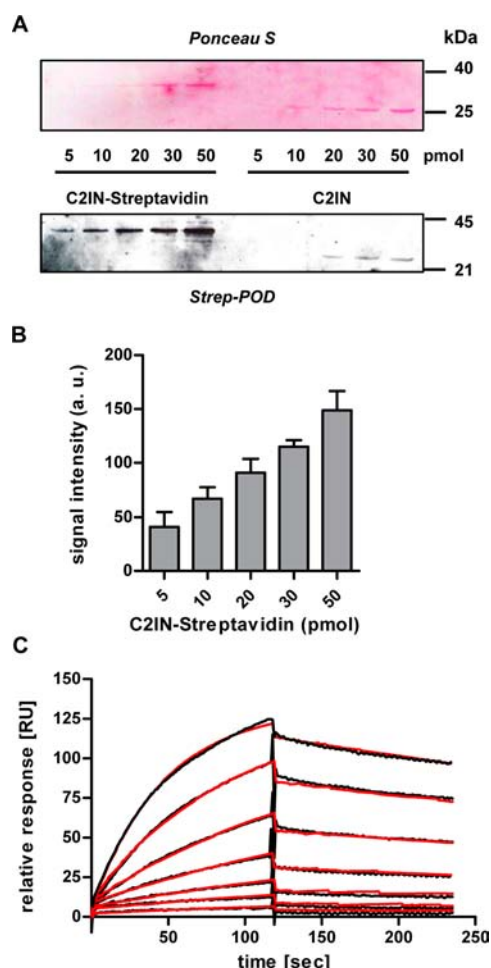 A
Ponceau S
kDa
40
25
5 10 20 30 50 5 10 20 30 50 pmol
C2IN-Streptavidin C2IN
45
21
Strep-POD
B
signal intensity (a. u.)
200
150
100
50
0
5 10 20 30 50
C2IN-Streptavidin (pmol)
C
relative response [RU]
150
125
100
75
50
25
0
50 100 150 200 250
time [sec]